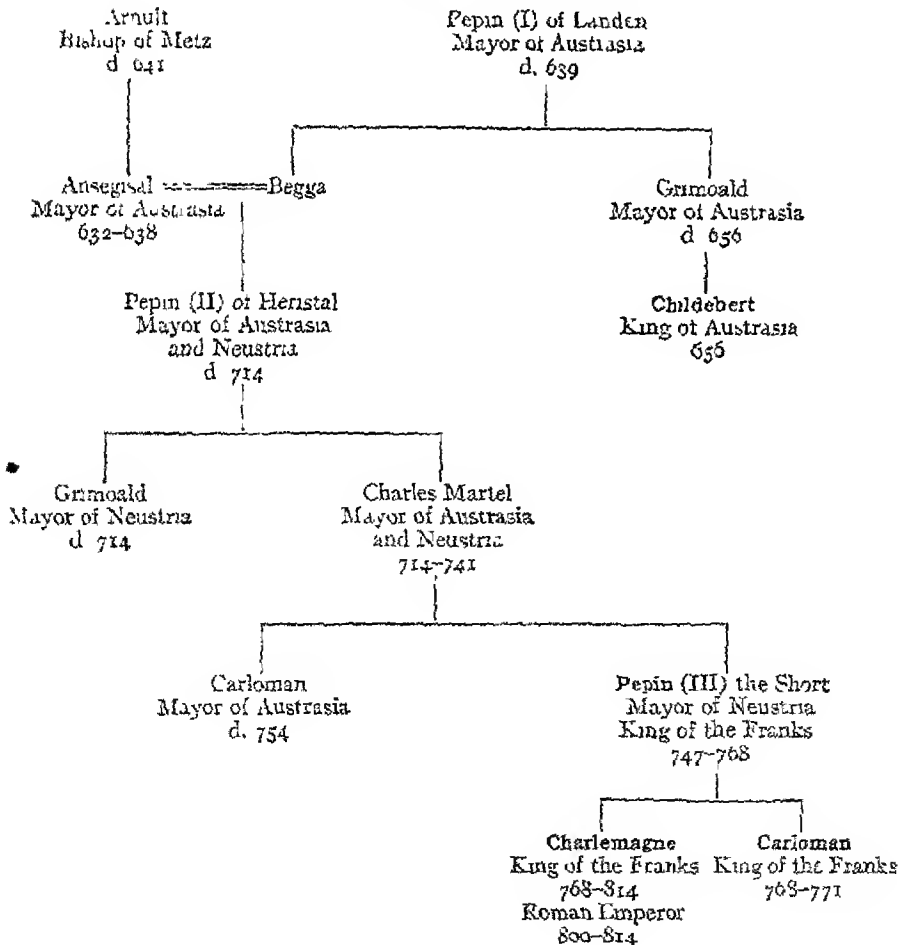 Arnulf
Bishop of Metz
d 641
Pepin (I) of Landen
Mayor of Austrasia
d. 639
Ansegisal
Mayor of Austrasia
632–638
Begga
Grimoald
Mayor of Austrasia
d 656
Pepin (II) of Heristal
Mayor of Austrasia
and Neustria
d 714
Childebert
King of Austrasia
656
Grimoald
Mayor of Neustria
d 714
Charles Martel
Mayor of Austrasia
and Neustria
714–741
Carloman
Mayor of Austrasia
d. 754
Pepin (III) the Short
Mayor of Neustria
King of the Franks
747–768
Charlemagne
King of the Franks
768–814
Roman Emperor
800–814
Carloman
King of the Franks
768–771